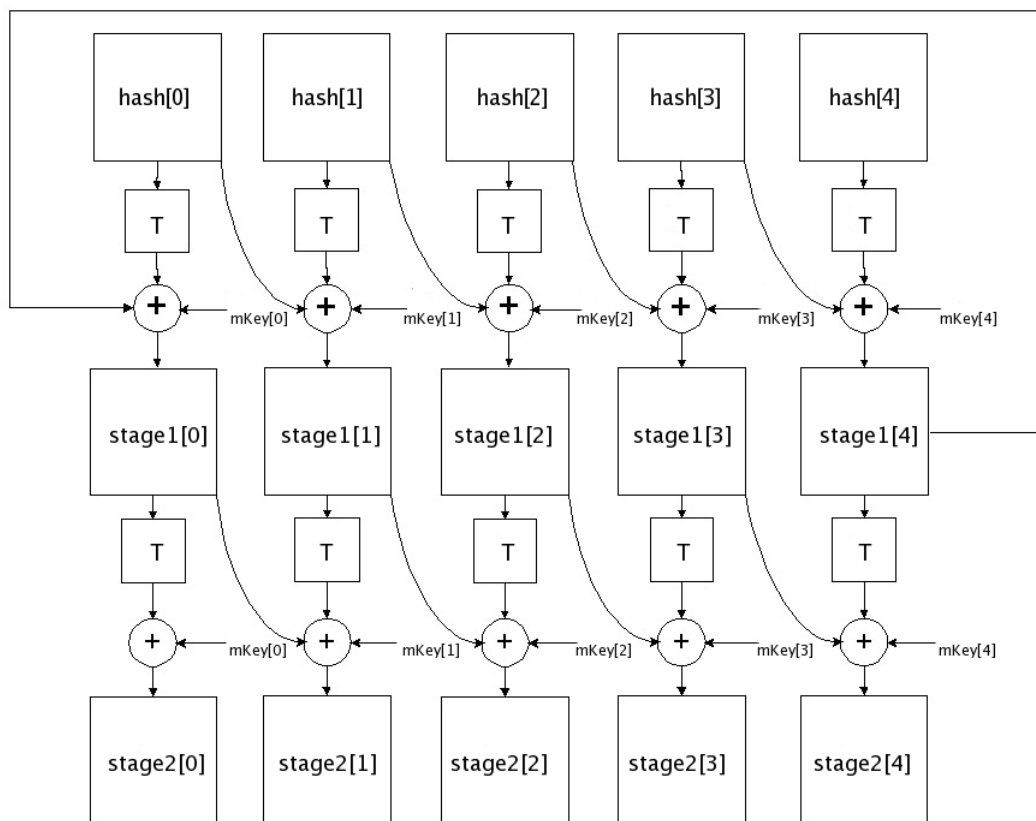 hash[0] hash[1] hash[2] hash[3] hash[4]
T T T T T
+ + + + +
mKey[0] mKey[1] mKey[2] mKey[3] mKey[4]
stage1[0] stage1[1] stage1[2] stage1[3] stage1[4]
T T T T T
+ + + + +
mKey[0] mKey[1] mKey[2] mKey[3] mKey[4]
stage2[0] stage2[1] stage2[2] stage2[3] stage2[4]